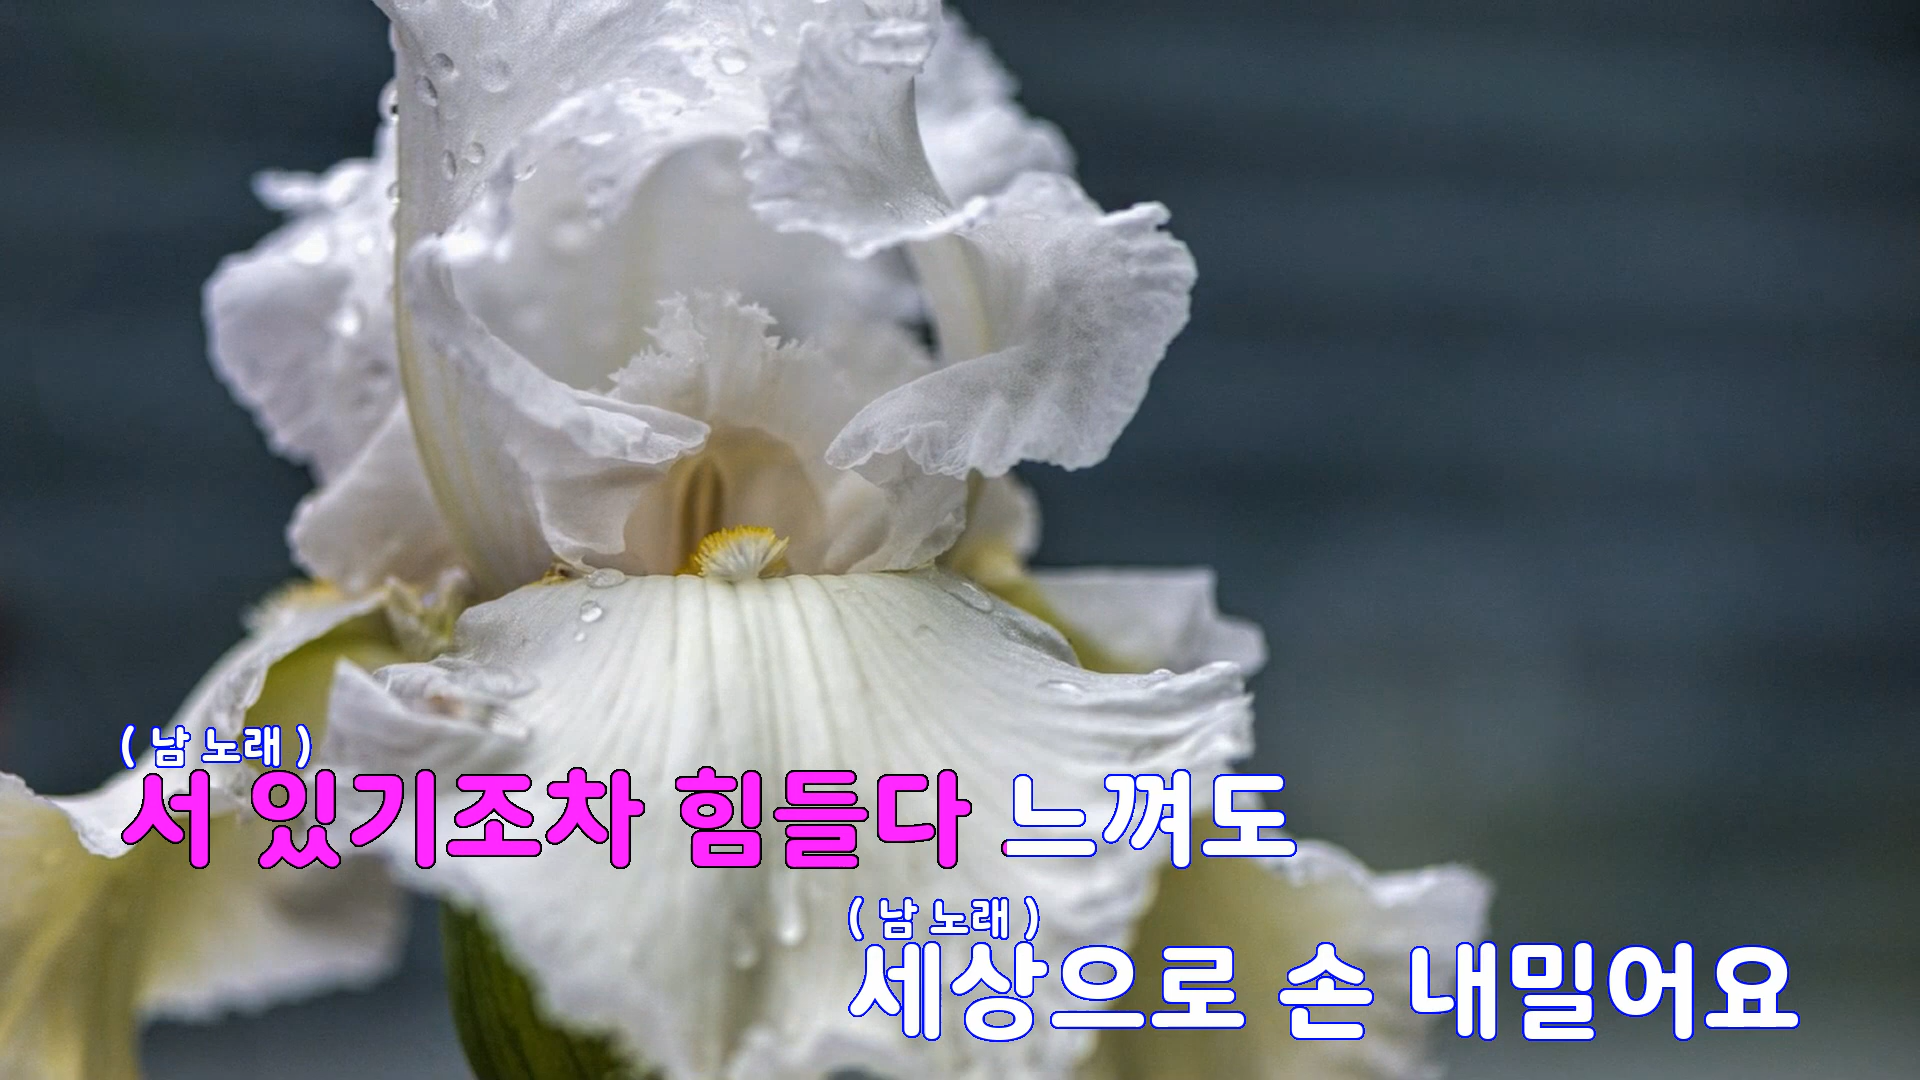 ( 남 노래 )
서 있기조차 힘들다 느껴도
( 남 노래 )
세상으로 손 내밀어요